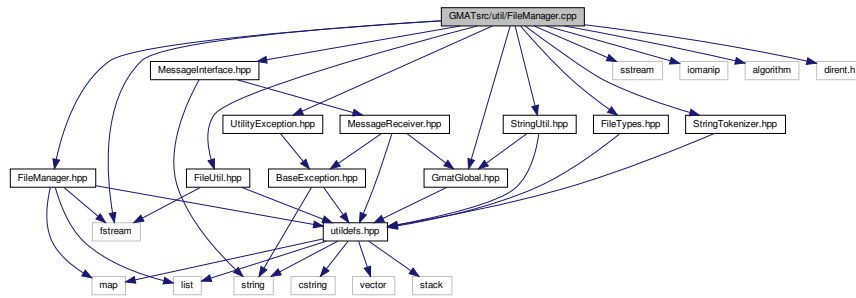 GMATsrc/util/FileManager.cpp
MessageInterface.hpp
sstream
iomanip
algorithm
dirent.h
UtilityException.hpp
MessageReceiver.hpp
StringUtil.hpp
FileTypes.hpp
StringTokenizer.hpp
FileManager.hpp
FileUtil.hpp
BaseException.hpp
GmatGlobal.hpp
fstream
utildefs.hpp
map
list
string
cstring
vector
stack